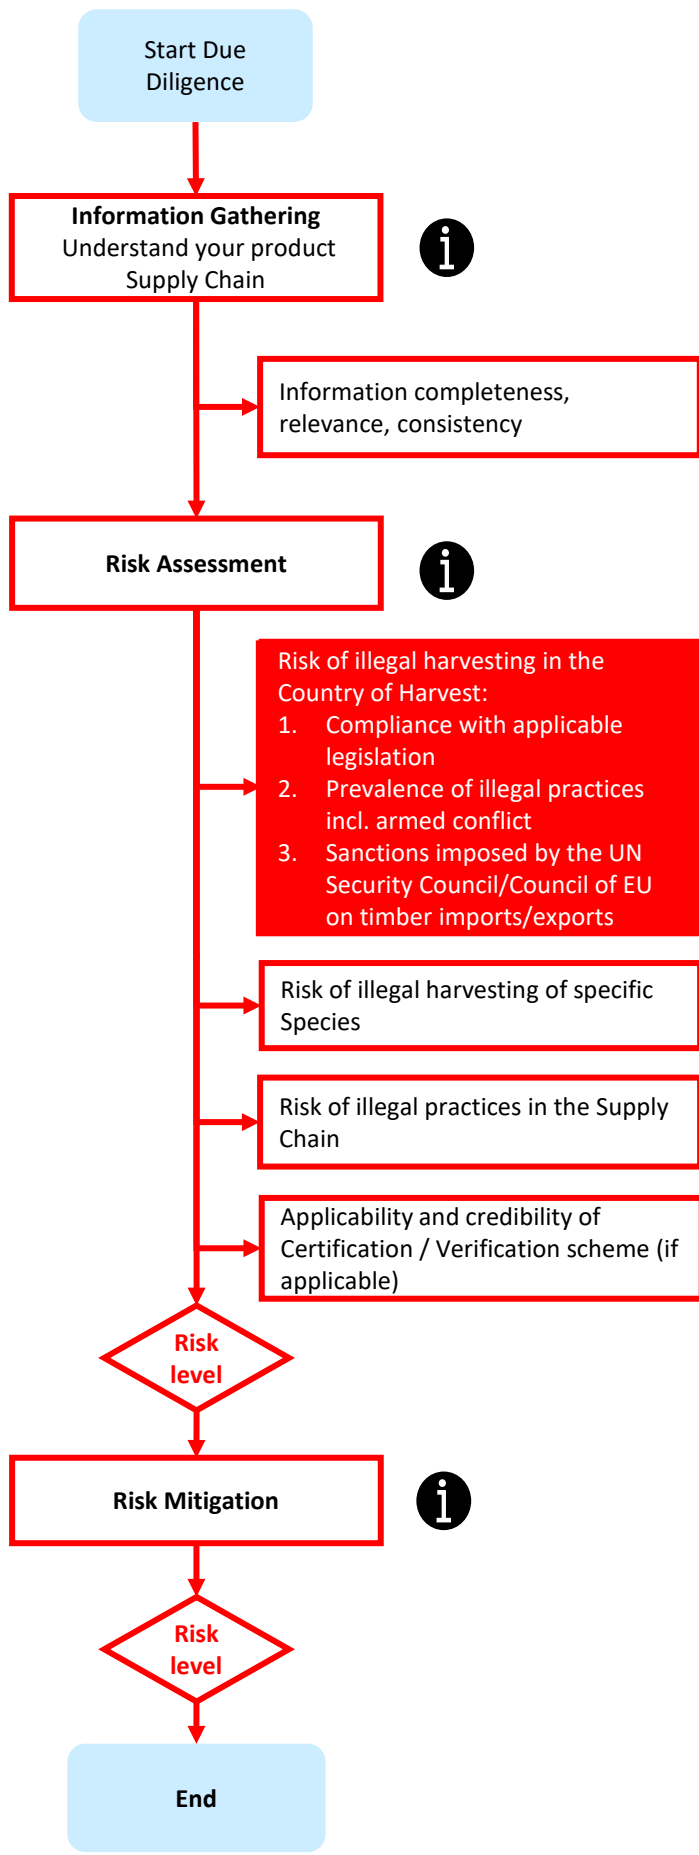 Start Due
Diligence
Information Gathering
Understand your product
Supply Chain
Information completeness,
relevance, consistency
Risk Assessment
Risk of illegal harvesting in the
Country of Harvest:
1. Compliance with applicable
legislation
2. Prevalence of illegal practices
incl. armed conflict
3. Sanctions imposed by the UN
Security Council/Council of EU
on timber imports/exports
Risk of illegal harvesting of specific
Species
Risk of illegal practices in the Supply
Chain
Applicability and credibility of
Certification / Verification scheme (if
applicable)
Risk
level
Risk Mitigation
Risk
level
End